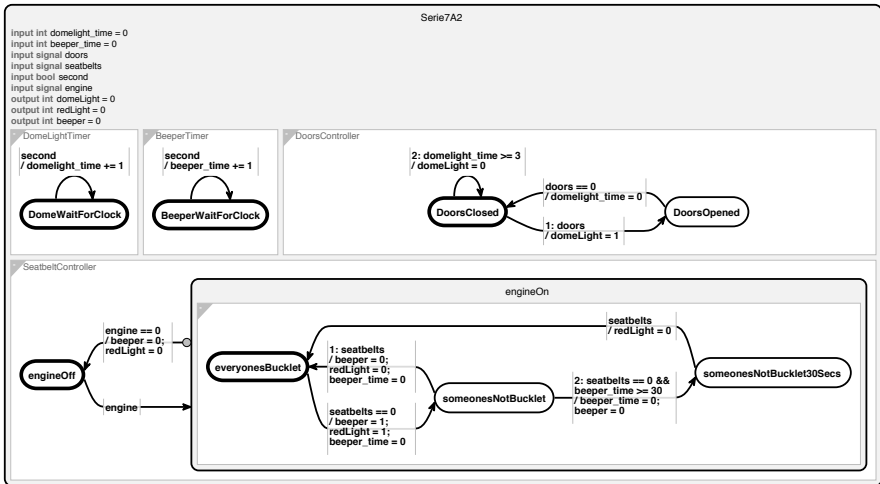 Serie7A2
input int domelight_time = 0
input int beeper_time = 0
input signal doors
input signal seatbelts
input bool second
input signal engine
output int domeLight = 0
output int redLight = 0
output int beeper = 0
DomeLightTimer
second
/ domelight_time += 1
DomeWaitForClock
BeeperTimer
second
/ beeper_time += 1
BeeperWaitForClock
DoorsController
2: domelight_time >= 3
/ domeLight = 0
DoorsClosed
doors == 0
/ domelight_time = 0
1: doors
/ domeLight = 1
DoorsOpened
SeatbeltController
engineOff
engine == 0
/ beeper = 0;
redLight = 0
engine
engineOn
everyonesBucklet
1: seatbelts
/ beeper = 0;
redLight = 0;
beeper_time = 0
seatbelts == 0
/ beeper = 1;
redLight = 1;
beeper_time = 0
someonesNotBucklet
seatbelts
/ redLight = 0
2: seatbelts == 0 &&
beeper_time >= 30
/ beeper_time = 0;
beeper = 0
someonesNotBucklet30Secs